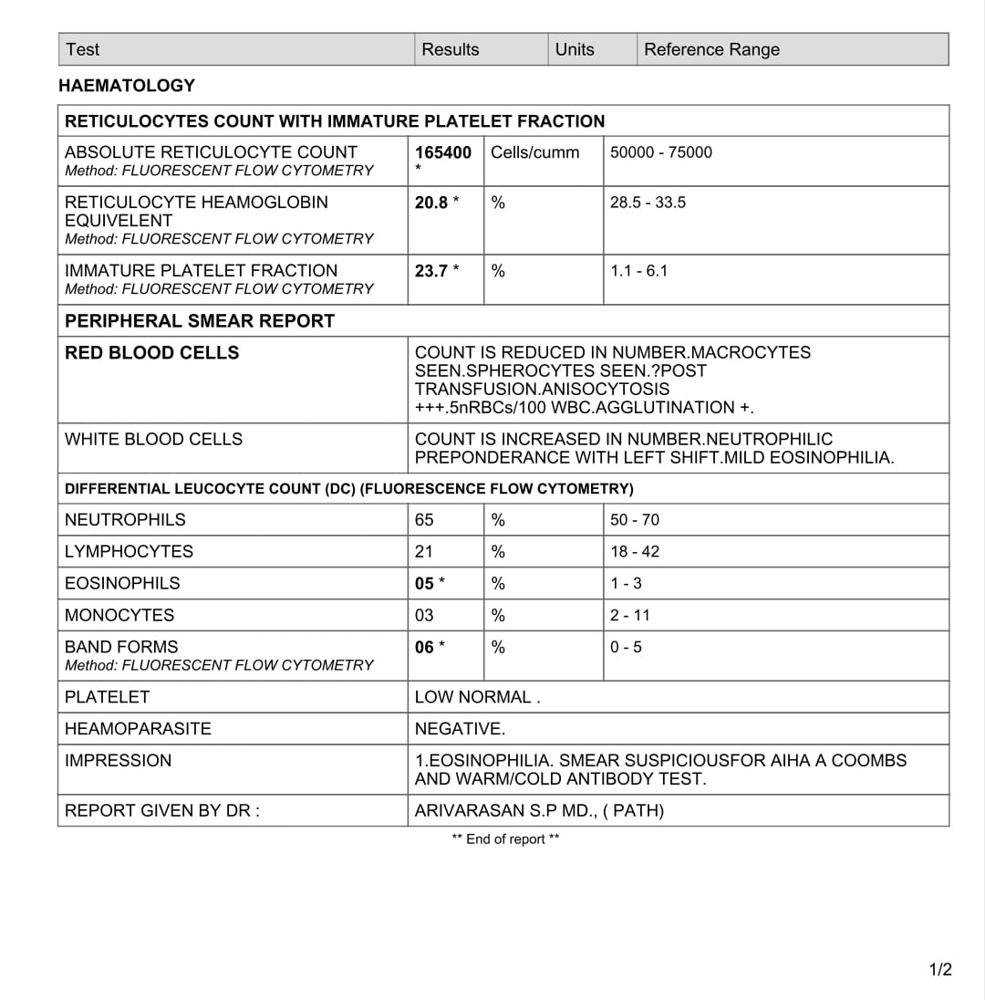 Test Results Units Reference Range
HAEMATOLOGY
RETICULOCYTES COUNT WITH IMMATURE PLATELET FRACTION
ABSOLUTE RETICULOCYTE COUNT 165400 Cells/cumm 50000 - 75000
Method: FLUORESCENT FLOW CYTOMETRY *
RETICULOCYTE HEAMOGLOBIN 20.8 * % 28.5 - 33.5
EQUIVELENT
Method: FLUORESCENT FLOW CYTOMETRY
IMMATURE PLATELET FRACTION 23.7 * % 1.1 - 6.1
Method: FLUORESCENT FLOW CYTOMETRY
PERIPHERAL SMEAR REPORT
RED BLOOD CELLS COUNT IS REDUCED IN NUMBER.MACROCYTES
SEEN.SPHEROCYTES SEEN.?POST
TRANSFUSION.ANISOCYTOSIS
+++.5nRBCs/100 WBC.AGGLUTINATION +.
WHITE BLOOD CELLS COUNT IS INCREASED IN NUMBER.NEUTROPHILIC
PREPONDERANCE WITH LEFT SHIFT.MILD EOSINOPHILIA.
DIFFERENTIAL LEUCOCYTE COUNT (DC) (FLUORESCENCE FLOW CYTOMETRY)
NEUTROPHILS 65 % 50 - 70
LYMPHOCYTES 21 % 18 - 42
EOSINOPHILS 05 * % 1 - 3
MONOCYTES 03 % 2 - 11
BAND FORMS 06 * % 0 - 5
Method: FLUORESCENT FLOW CYTOMETRY
PLATELET LOW NORMAL .
HEAMOPARASITE NEGATIVE.
IMPRESSION 1.EOSINOPHILIA. SMEAR SUSPICIOUSFOR AIHA A COOMBS
AND WARM/COLD ANTIBODY TEST.
REPORT GIVEN BY DR : ARIVARASAN S.P MD., ( PATH)
** End of report **
1/2